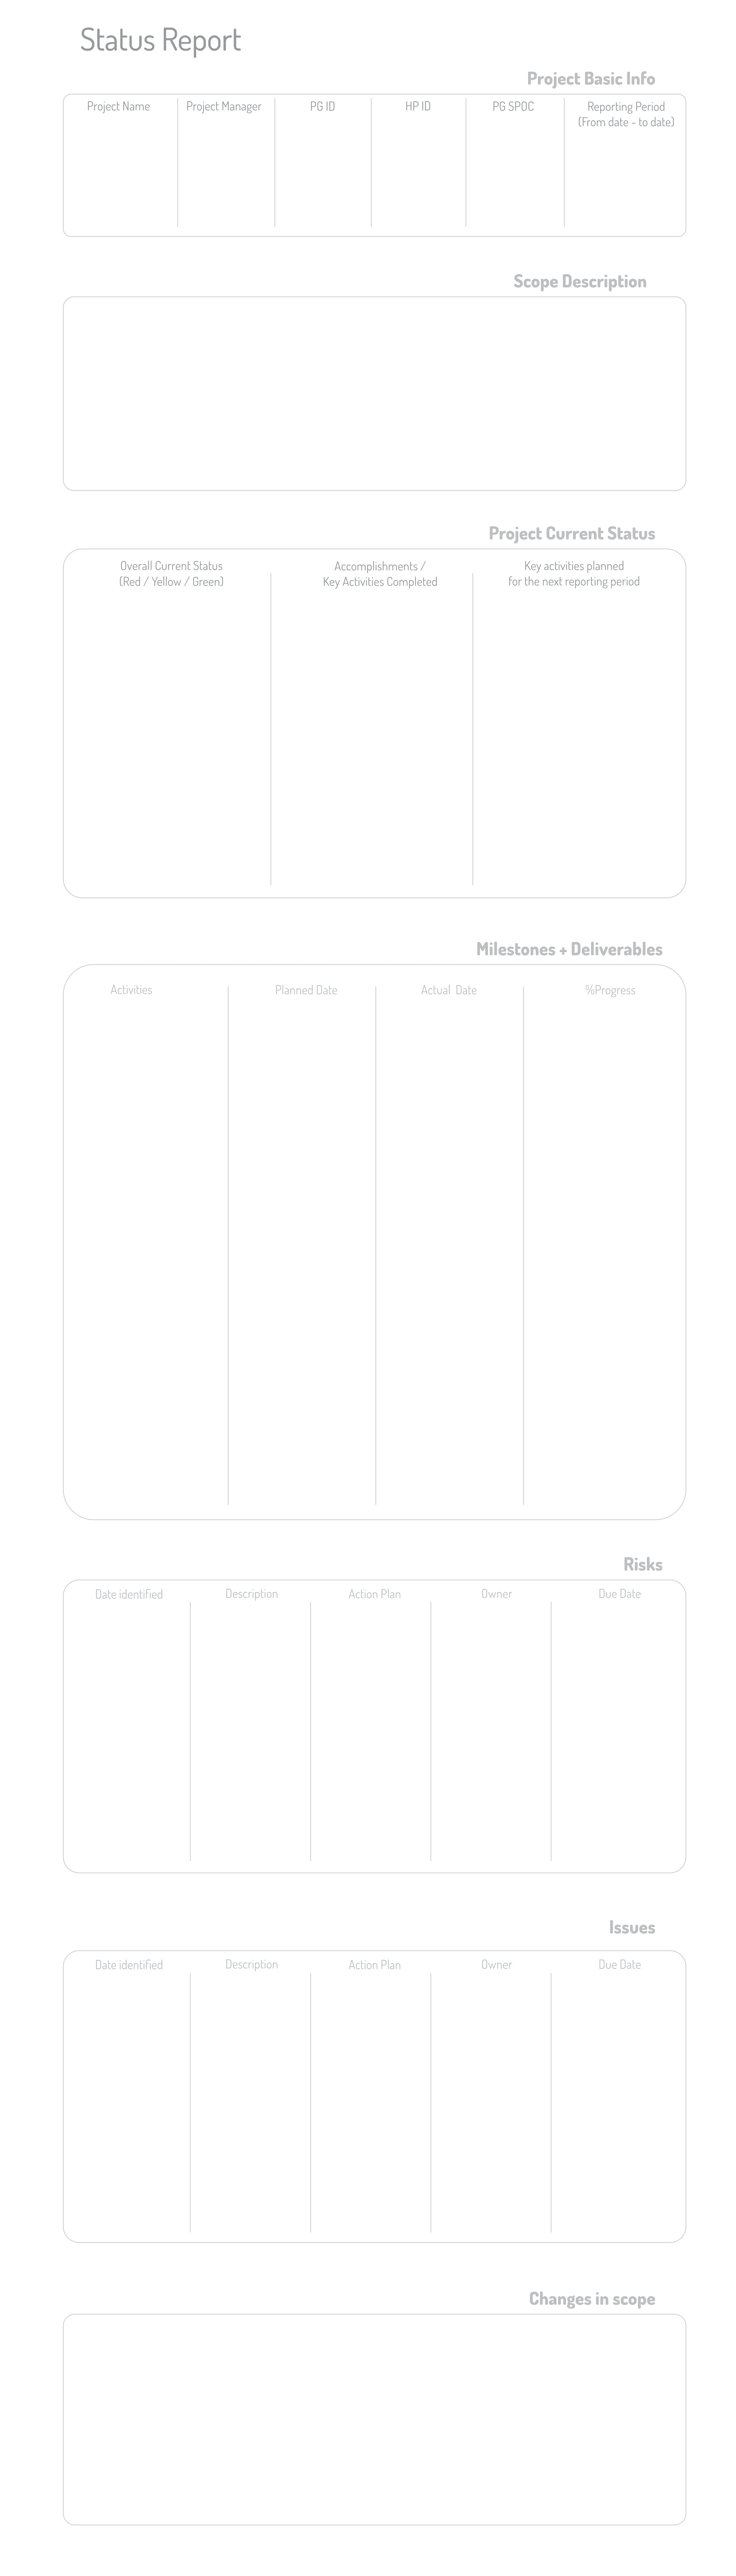 Status Report
Project Basic Info
Project Name
Project Manager
PG ID
HP ID
PG SPOC
Reporting Period
(From date - to date)
Scope Description
Project Current Status
Overall Current Status
(Red / Yellow / Green)
Accomplishments /
Key Activities Completed
Key activities planned
for the next reporting period
Milestones + Deliverables
Activities
Planned Date
Actual Date
%Progress
Risks
Date identified
Description
Action Plan
Owner
Due Date
Issues
Date identified
Description
Action Plan
Owner
Due Date
Changes in scope